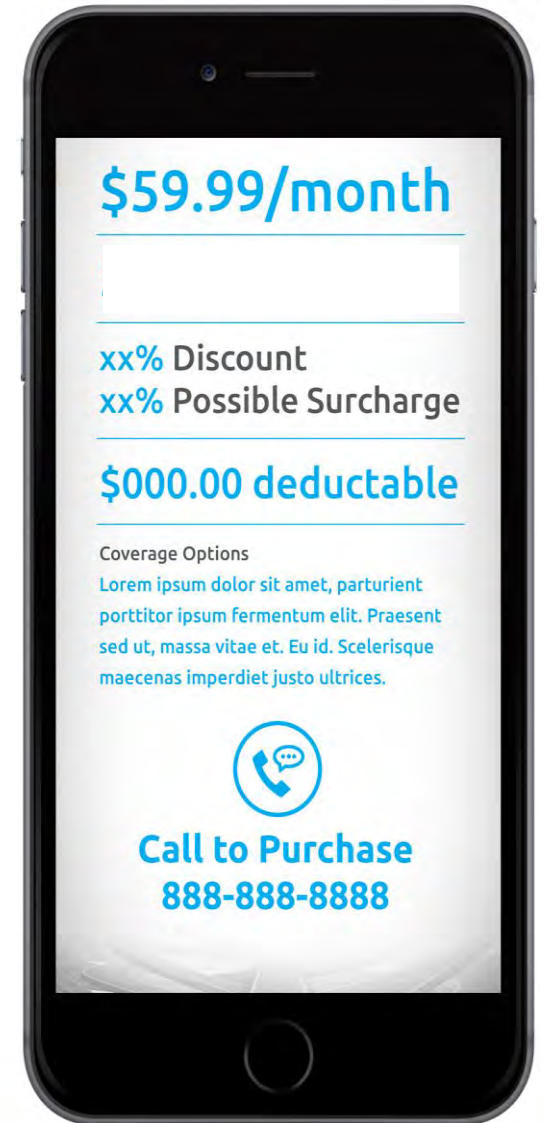 $59.99/month
xx% Discount
xx% Possible Surcharge
$000.00 deductable
Coverage Options
Lorem ipsum dolor sit amet, parturient
porttitor ipsum fermentum elit. Praesent
sed ut, massa vitae et. Eu id. Scelerisque
maecenas imperdiet justo ultrices.
Call to Purchase
888-888-8888